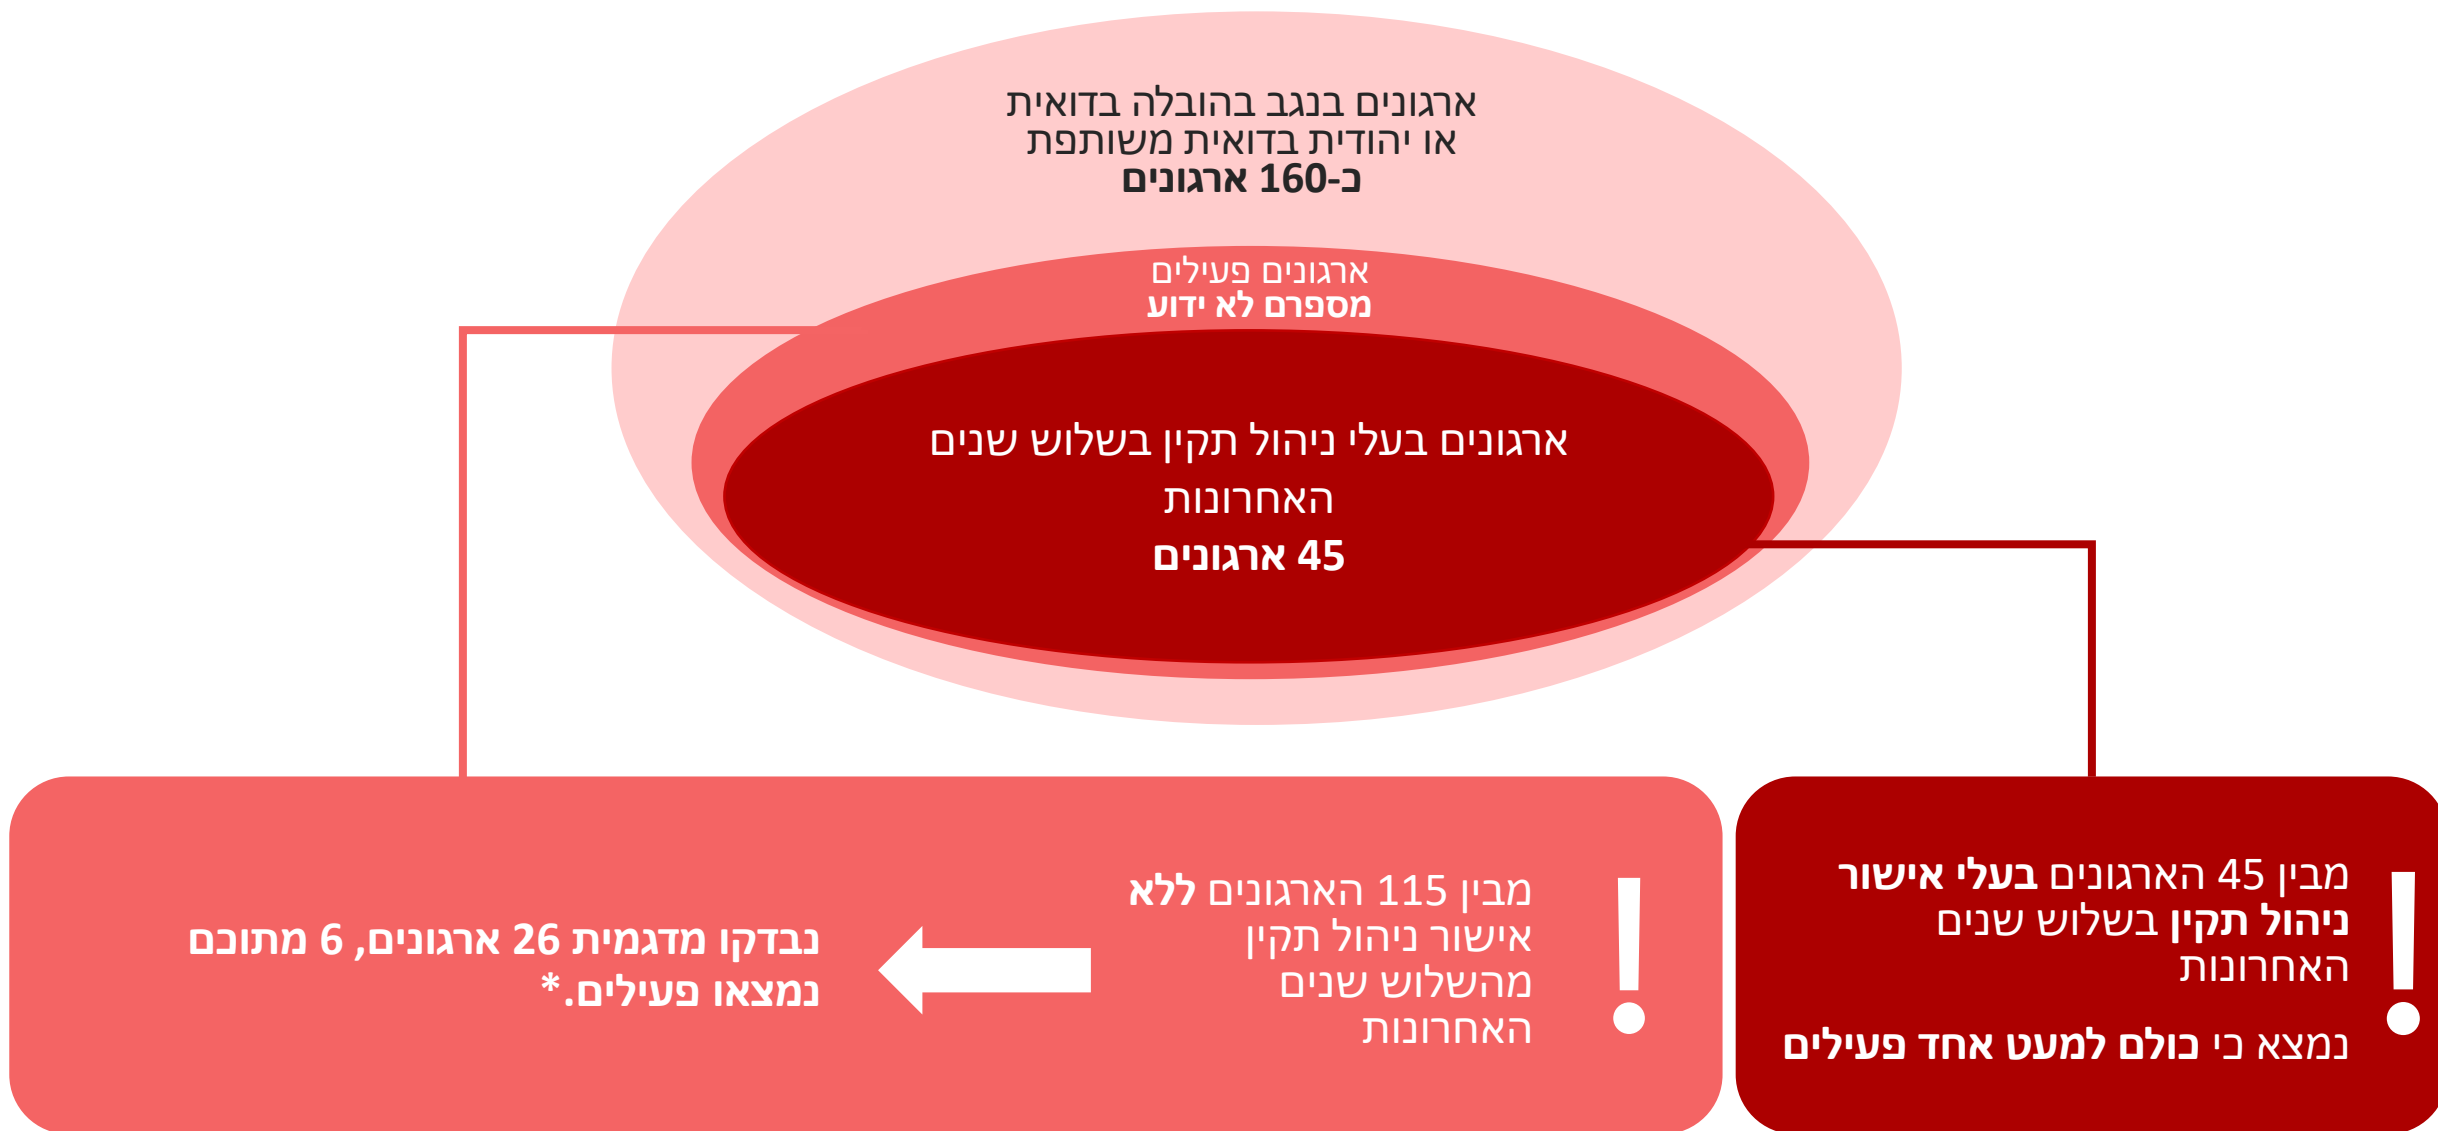 ארגונים בנגב בהובלה בדואית
או יהודית בדואית משותפת
כ-160 ארגונים
ארגונים פעילים
מספרם לא ידוע
ארגונים בעלי ניהול תקין בשלוש שנים
האחרונות
45 ארגונים
מבין 45 הארגונים בעלי אישור
ניהול תקין בשלוש שנים
האחרונות
נמצא כי כולם למעט אחד פעילים
!
מבין 115 הארגונים ללא
אישור ניהול תקין
מהשלוש שנים
האחרונות
!
נבדקו מדגמית 26 ארגונים, 6 מתוכם
נמצאו פעילים.*